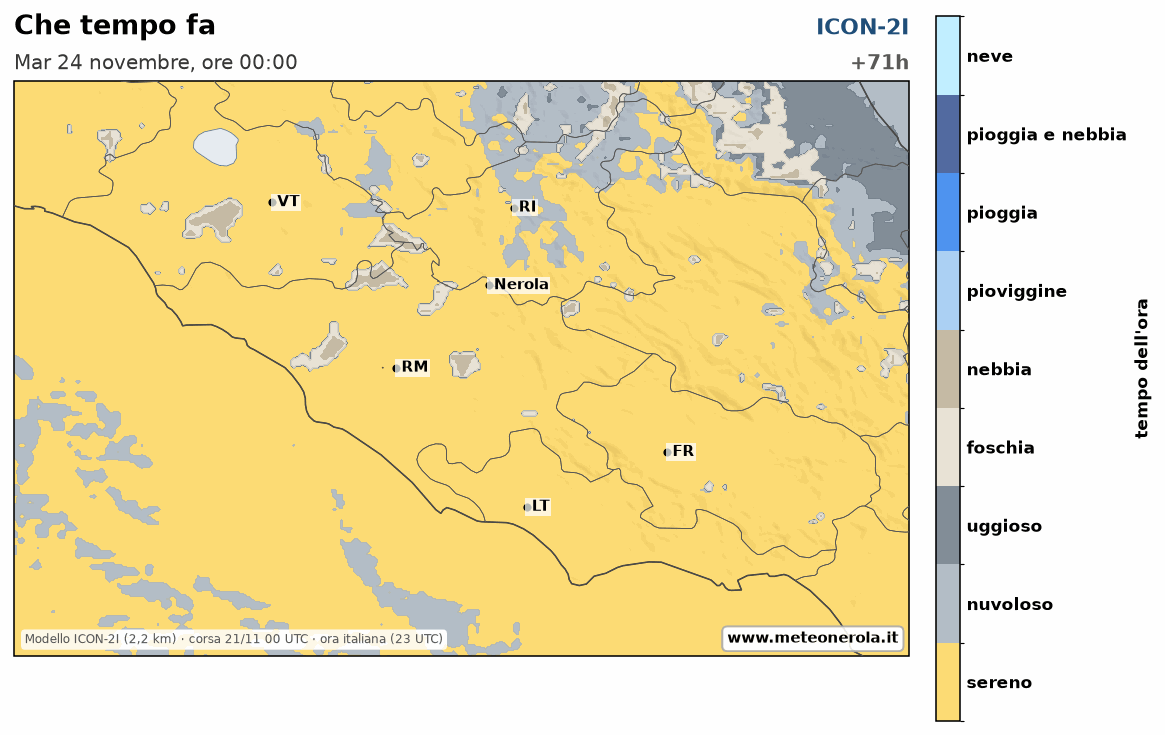 Che tempo fa
ICON-2I
Mar 24 novembre, ore 00:00
+71h
neve
pioggia e nebbia
pioggia
pioviggine
nebbia
foschia
uggioso
nuvoloso
sereno
tempo dell'ora
VT
RI
Nerola
RM
FR
LT
Modello ICON-2I (2,2 km) · corsa 21/11 00 UTC · ora italiana (23 UTC)
www.meteonerola.it